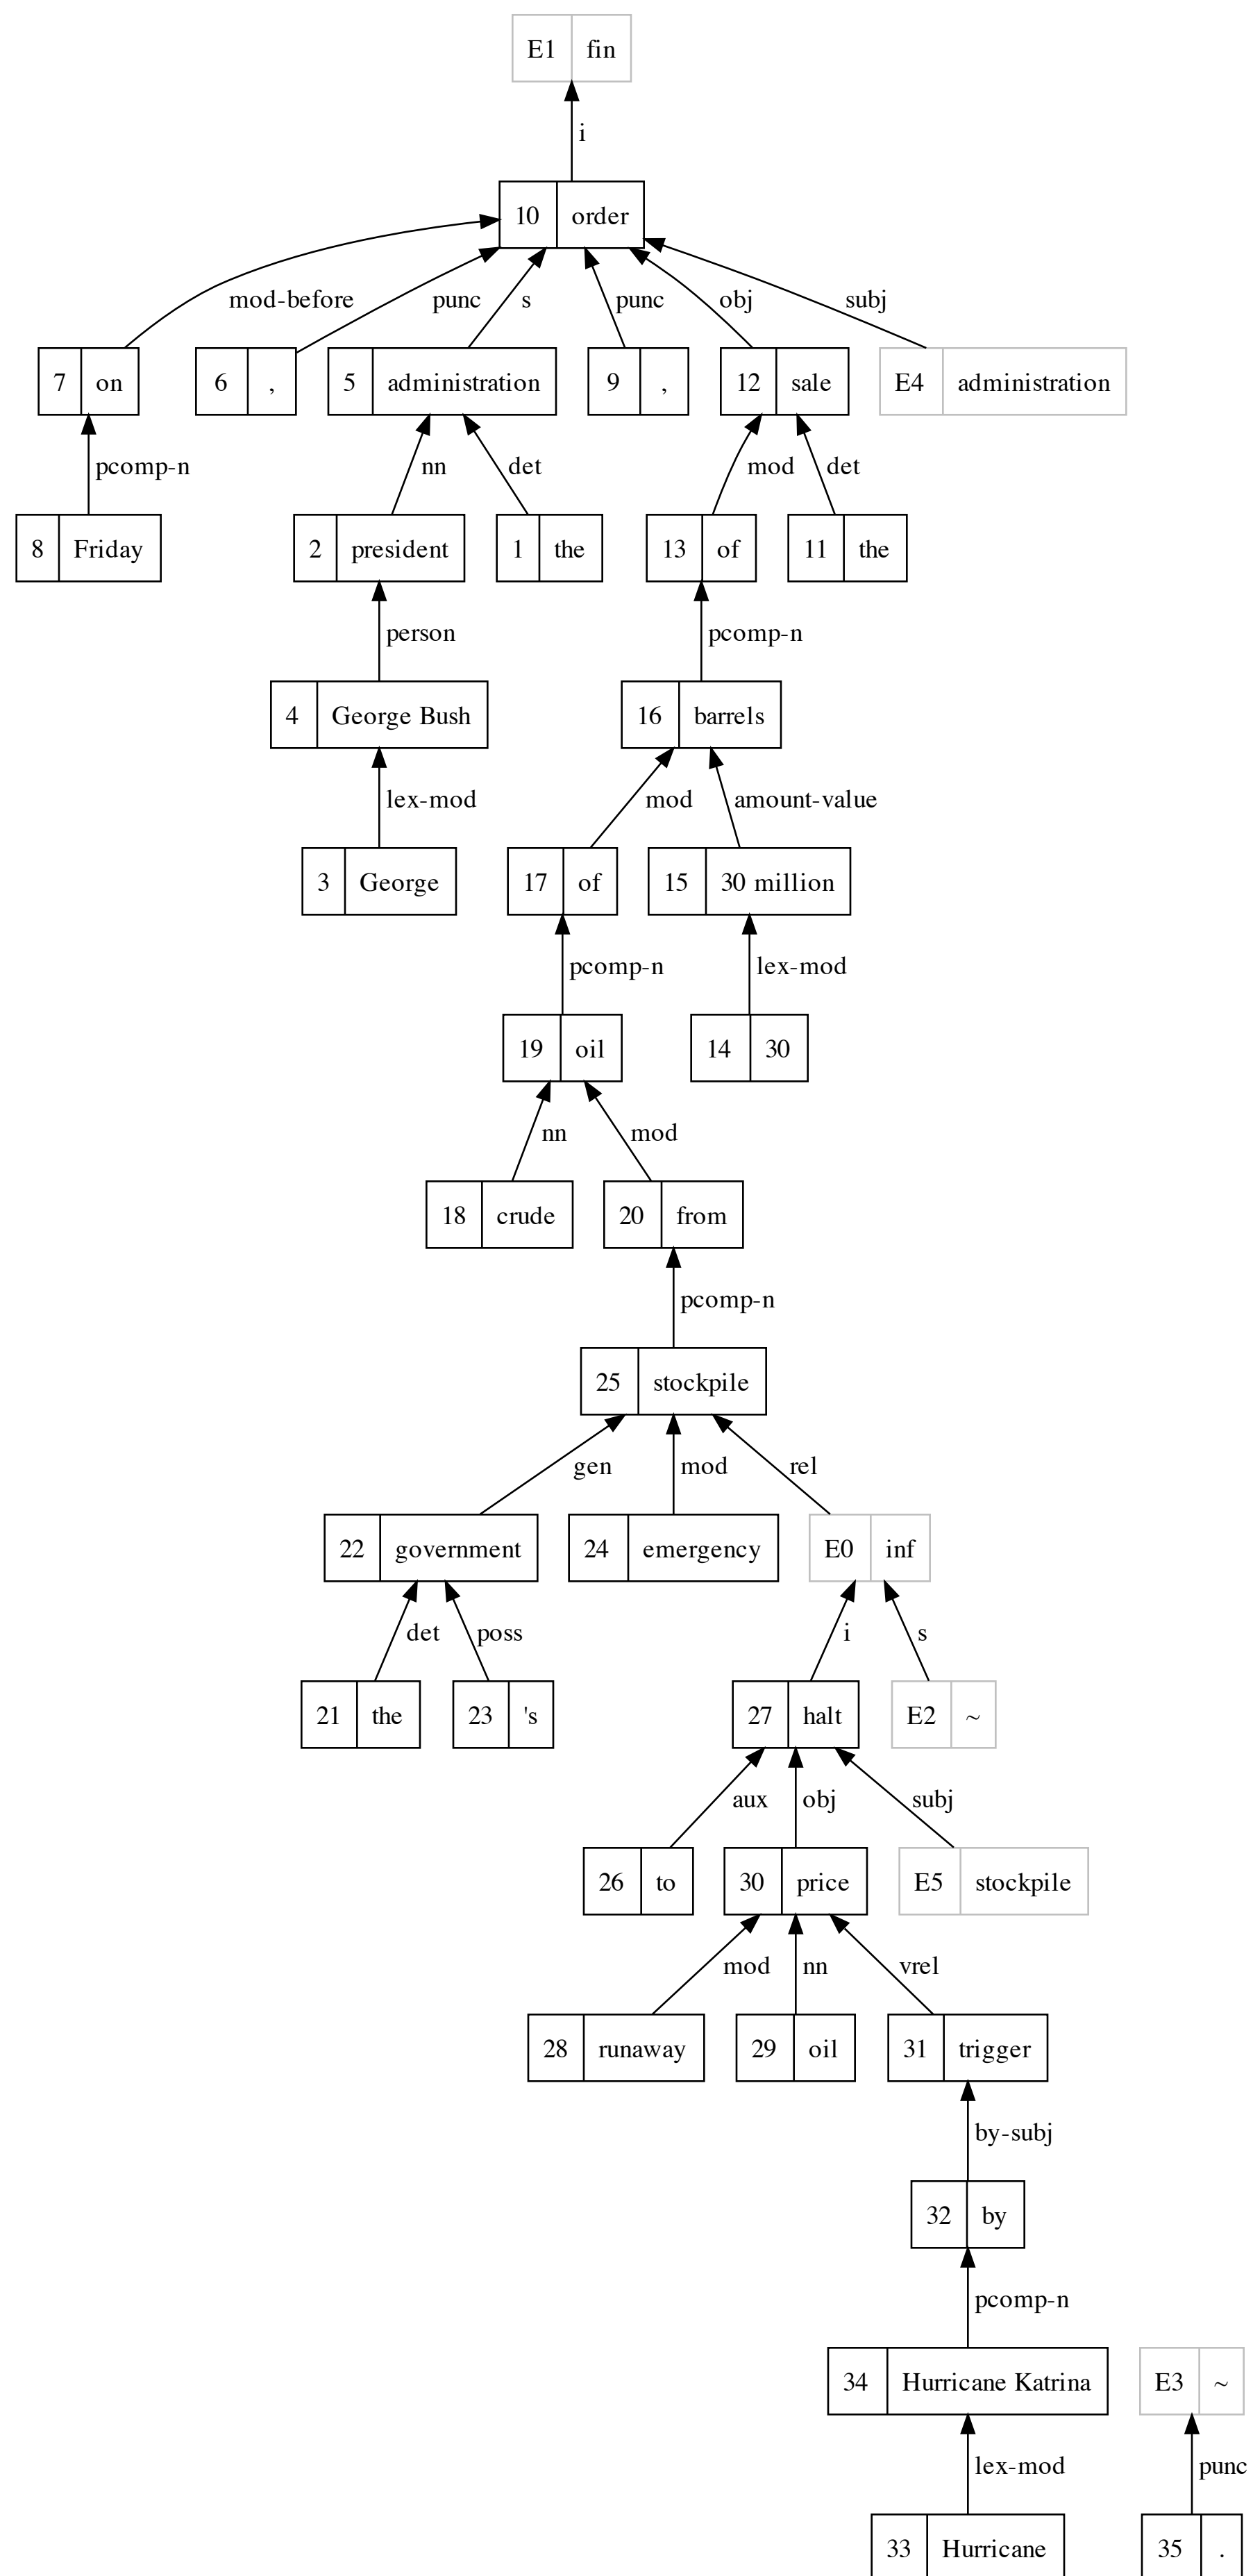 E1 fin
i
10 order
mod-before punc s punc obj subj
7 on 6 , 5 administration 9 , 12 sale E4 administration
pcomp-n nn det mod det
8 Friday 2 president 1 the 13 of 11 the
person pcomp-n
4 George Bush 16 barrels
lex-mod mod amount-value
3 George 17 of 15 30 million
pcomp-n lex-mod
19 oil 14 30
nn mod
18 crude 20 from
pcomp-n
25 stockpile
gen mod rel
22 government 24 emergency E0 inf
det poss i s
21 the 23 's 27 halt E2 ~
aux obj subj
26 to 30 price E5 stockpile
mod nn vrel
28 runaway 29 oil 31 trigger
by-subj
32 by
pcomp-n
34 Hurricane Katrina E3 ~
lex-mod punc
33 Hurricane 35 .